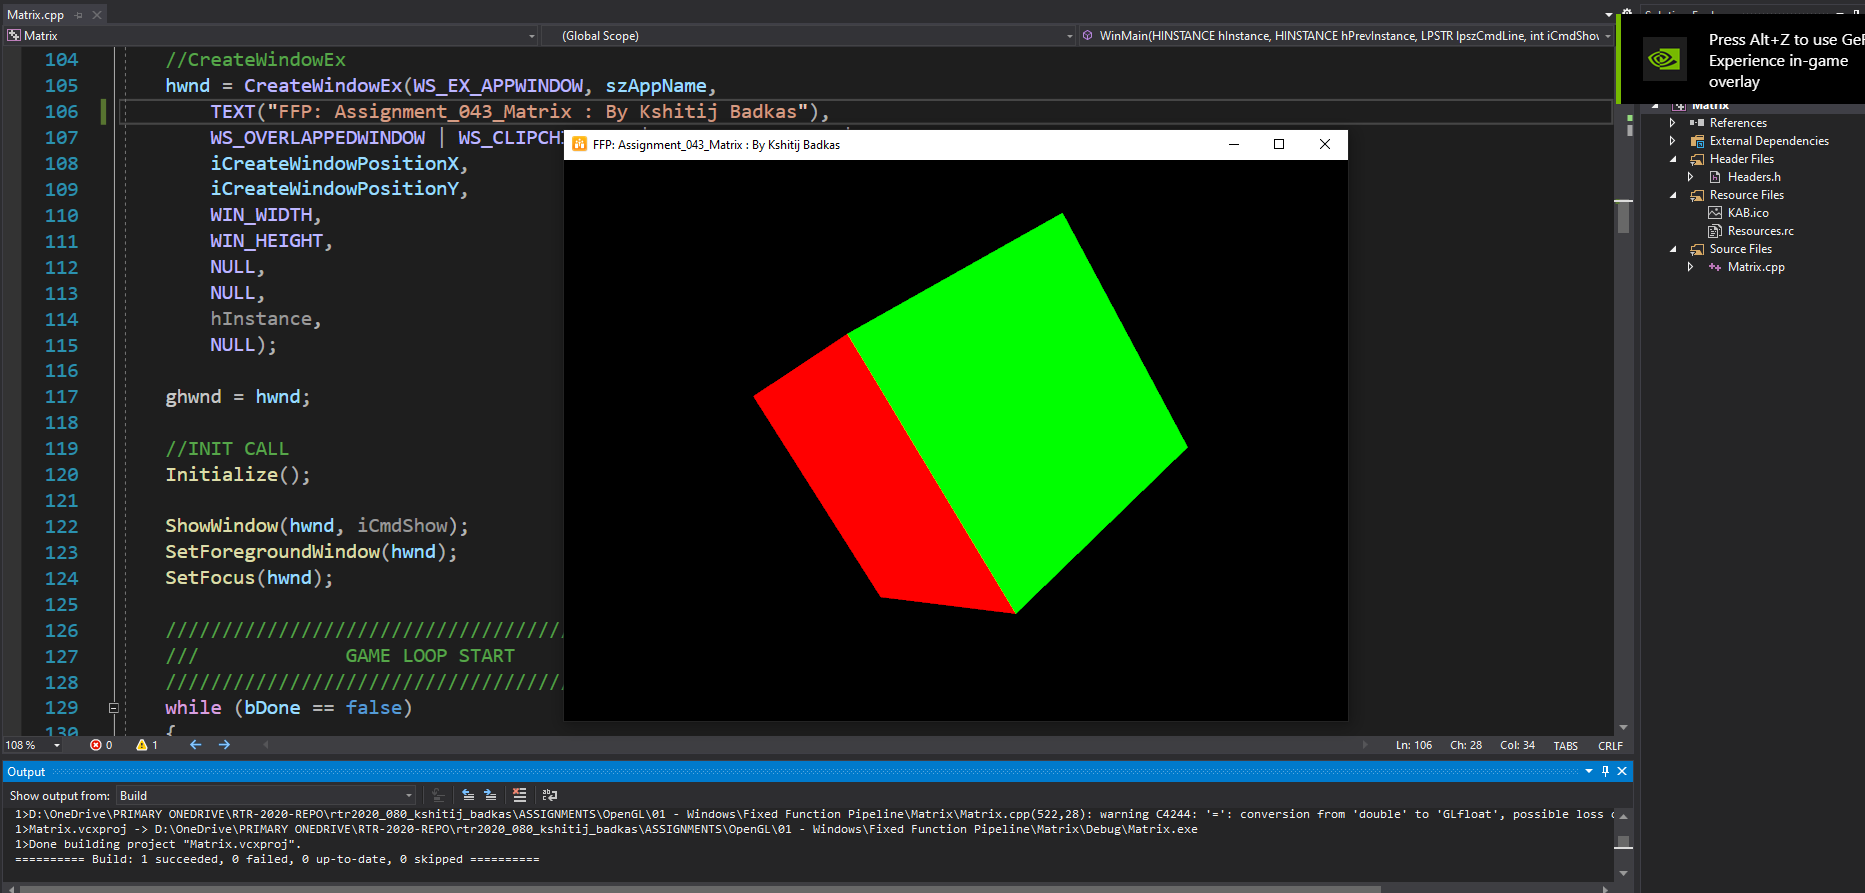 Matrix.cpp
Matrix
(Global Scope)
WinMain(HINSTANCE hInstance, HINSTANCE hPrevInstance, LPSTR lpszCmdLine, int iCmdShow
104 //CreateWindowEx
105 hwnd = CreateWindowEx(WS_EX_APPWINDOW, szAppName,
106 TEXT("FFP: Assignment_043_Matrix : By Kshitij Badkas"),
107 WS_OVERLAPPEDWINDOW | WS_CLIPCH
108 iCreateWindowPositionX,
109 iCreateWindowPositionY,
110 WIN_WIDTH,
111 WIN_HEIGHT,
112 NULL,
113 NULL,
114 hInstance,
115 NULL);
116
117 ghwnd = hwnd;
118
119 //INIT CALL
120 Initialize();
121
122 ShowWindow(hwnd, iCmdShow);
123 SetForegroundWindow(hwnd);
124 SetFocus(hwnd);
125
126 ///////////////////////////////////
127 /// GAME LOOP START
128 ///////////////////////////////////
129 while (bDone == false)
130 {
FFP: Assignment_043_Matrix : By Kshitij Badkas
Press Alt+Z to use GeF
Experience in-game
overlay
Matrix
References
External Dependencies
Header Files
Headers.h
Resource Files
KAB.ico
Resources.rc
Source Files
Matrix.cpp
108 % 0 1 Ln: 106 Ch: 28 Col: 34 TABS CRLF
Output
Show output from: Build
1>D:\OneDrive\PRIMARY ONEDRIVE\RTR-2020-REPO\rtr2020_080_kshitij_badkas\ASSIGNMENTS\OpenGL\01 - Windows\Fixed Function Pipeline\Matrix\Matrix.cpp(522,28): warning C4244: '=': conversion from 'double' to 'GLfloat', possible loss
1>Matrix.vcxproj -> D:\OneDrive\PRIMARY ONEDRIVE\RTR-2020-REPO\rtr2020_080_kshitij_badkas\ASSIGNMENTS\OpenGL\01 - Windows\Fixed Function Pipeline\Matrix\Debug\Matrix.exe
1>Done building project "Matrix.vcxproj".
========== Build: 1 succeeded, 0 failed, 0 up-to-date, 0 skipped ==========